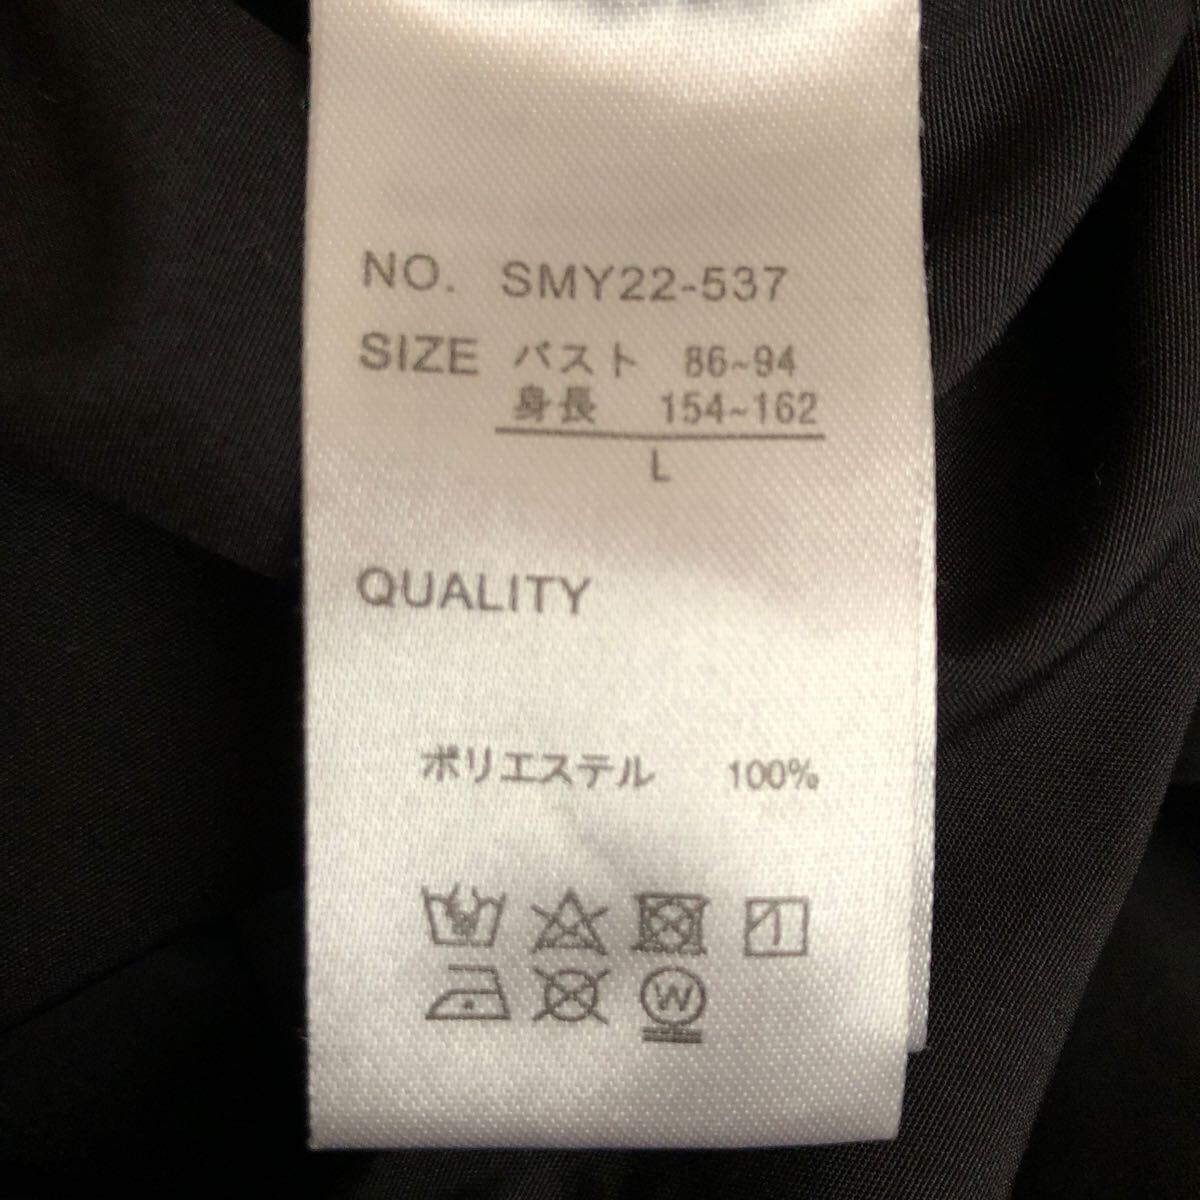 NO. SMY22-537
SIZE バスト 86~94
身長 154~162
L
QUALITY
ポリエステル 100%
W